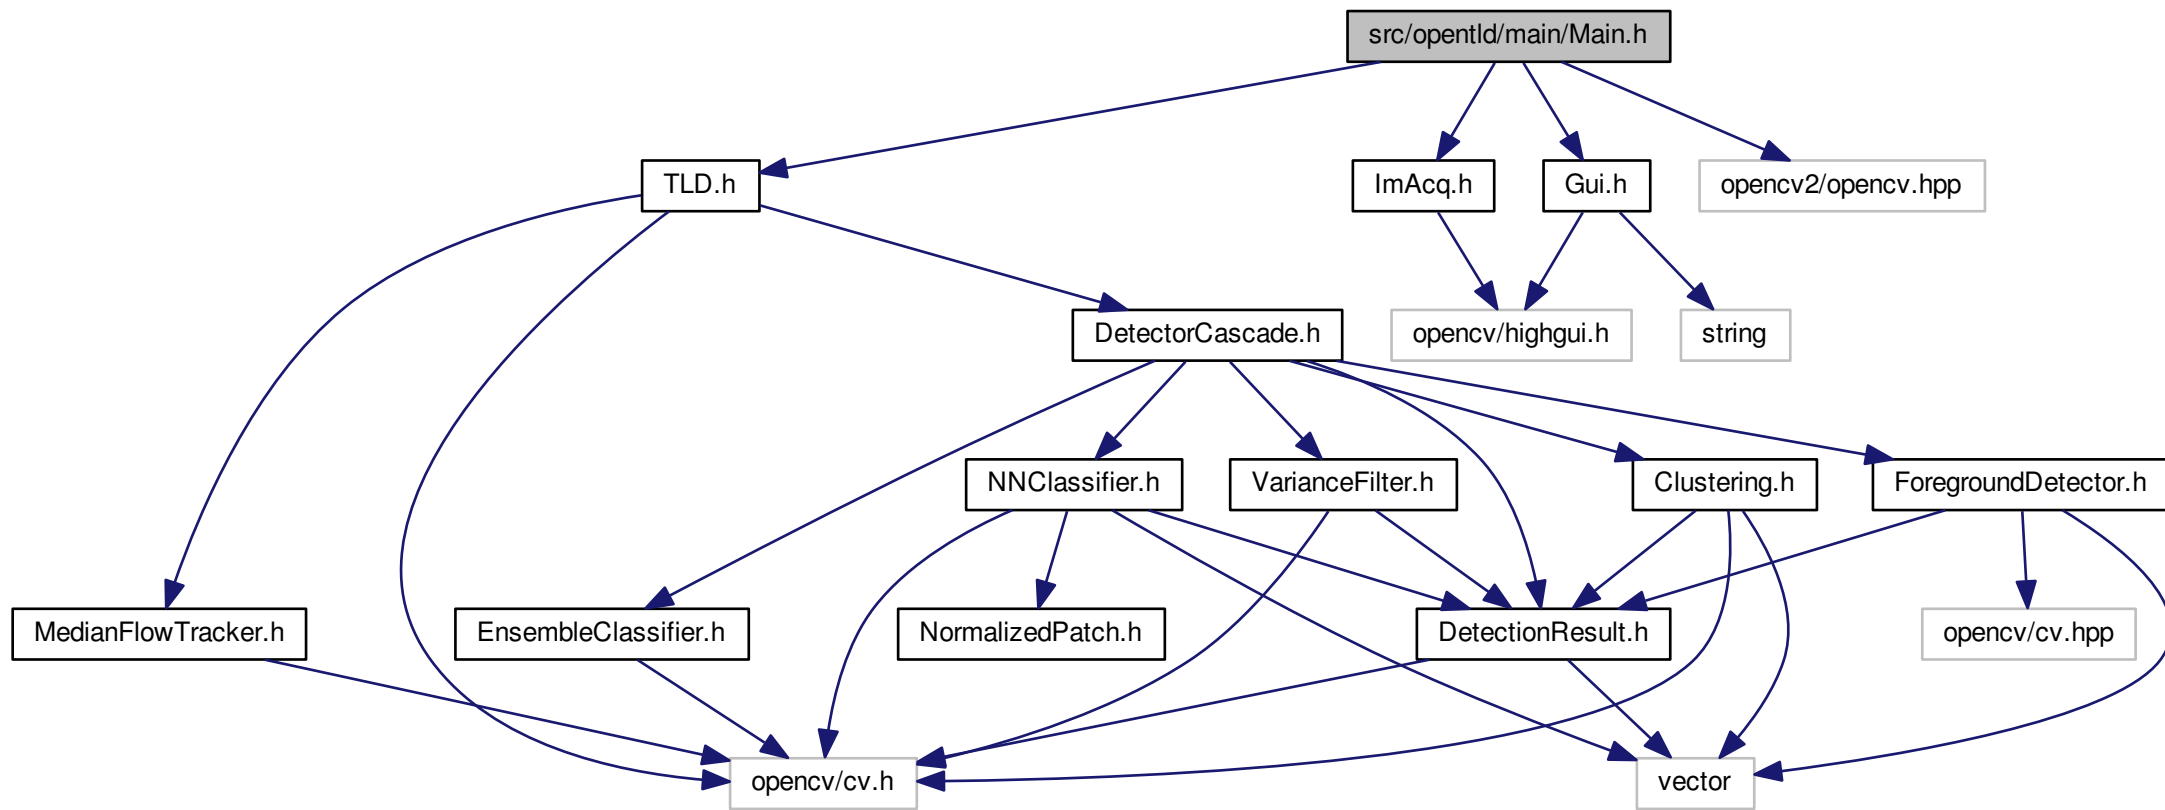 src/opentld/main/Main.h
TLD.h
ImAcq.h
Gui.h
opencv2/opencv.hpp
DetectorCascade.h
opencv/highgui.h
string
NNClassifier.h
VarianceFilter.h
Clustering.h
ForegroundDetector.h
MedianFlowTracker.h
EnsembleClassifier.h
NormalizedPatch.h
DetectionResult.h
opencv/cv.hpp
opencv/cv.h
vector